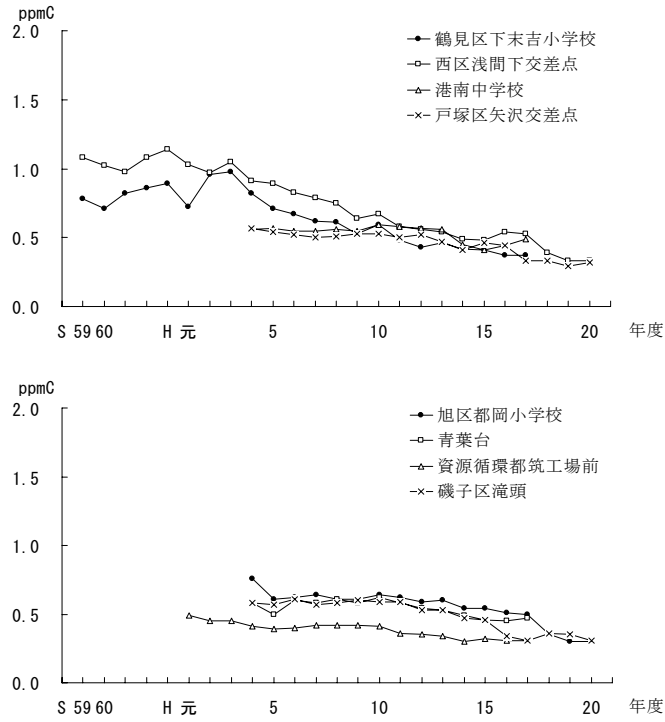 ppmC
2.0
鶴見区下末吉小学校
西区浅間下交差点
1.5
港南中学校
戸塚区矢沢交差点
1.0
0.5
0.0
S 59 60 H 元 5 10 15 20 年度
ppmC
2.0
旭区都岡小学校
青葉台
1.5
資源循環都筑工場前
磯子区滝頭
1.0
0.5
0.0
S 59 60 H 元 5 10 15 20 年度